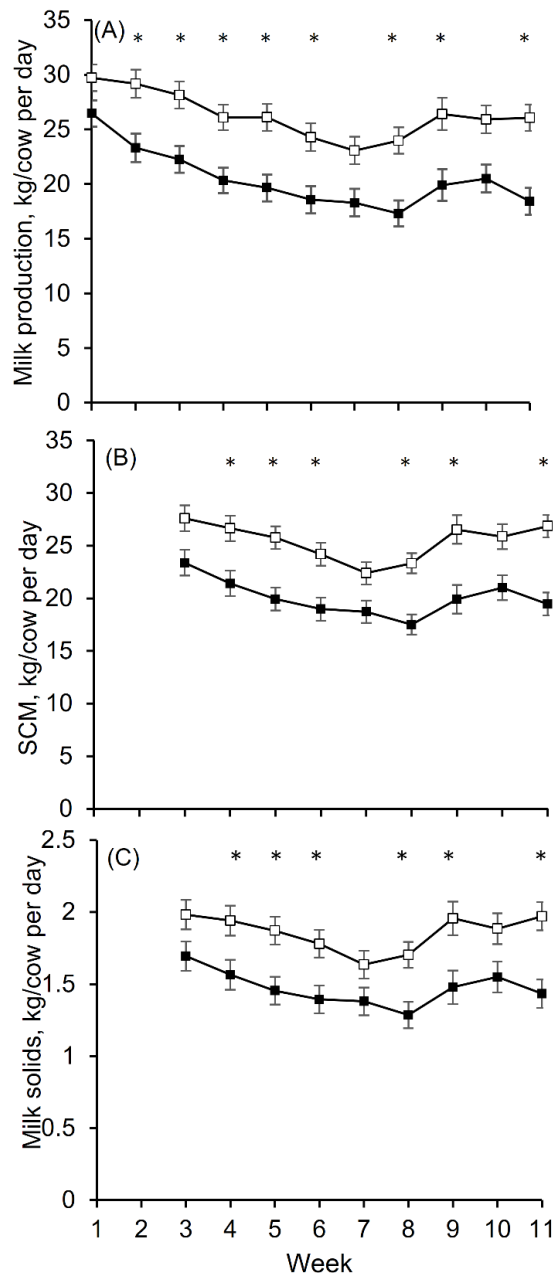 (A)
* * * * * * * *
35
30
25
20
15
10
5
0
Milk production, kg/cow per day
(B)
* * * * * *
35
30
25
20
15
10
5
0
SCM, kg/cow per day
(C)
* * * * * *
2.5
2
1.5
1
0.5
0
Milk solids, kg/cow per day
1 2 3 4 5 6 7 8 9 10 11
Week